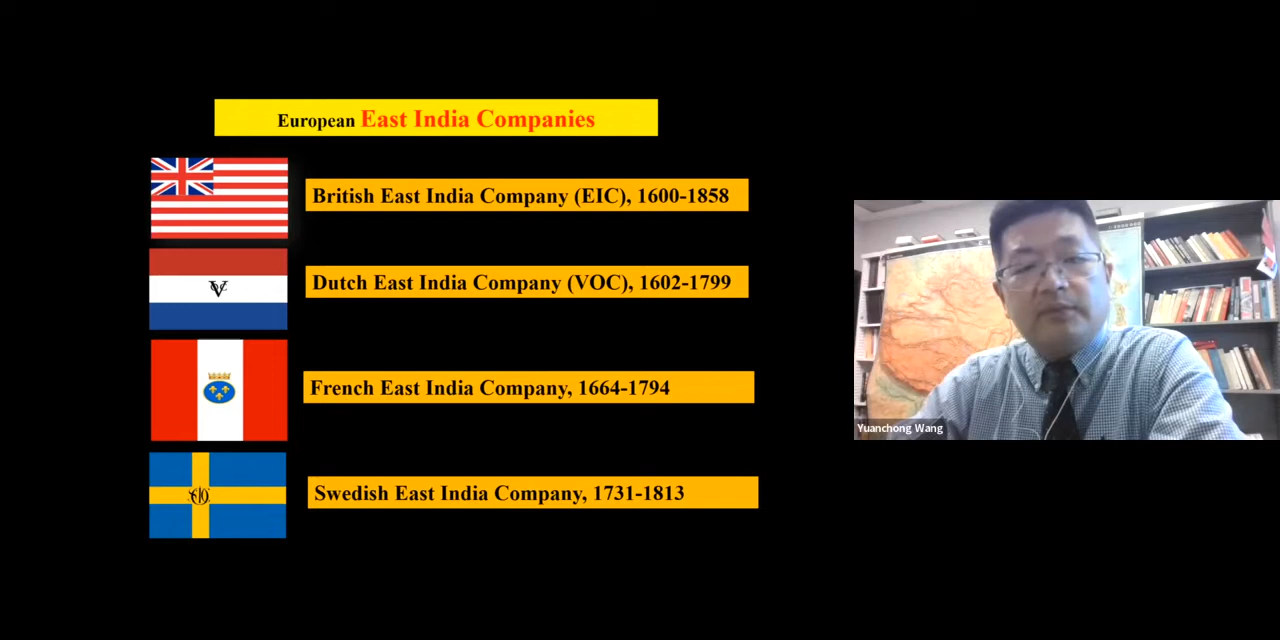 European East India Companies
British East India Company (EIC), 1600-1858
Dutch East India Company (VOC), 1602-1799
French East India Company, 1664-1794
Swedish East India Company, 1731-1813
Yuanchong Wang